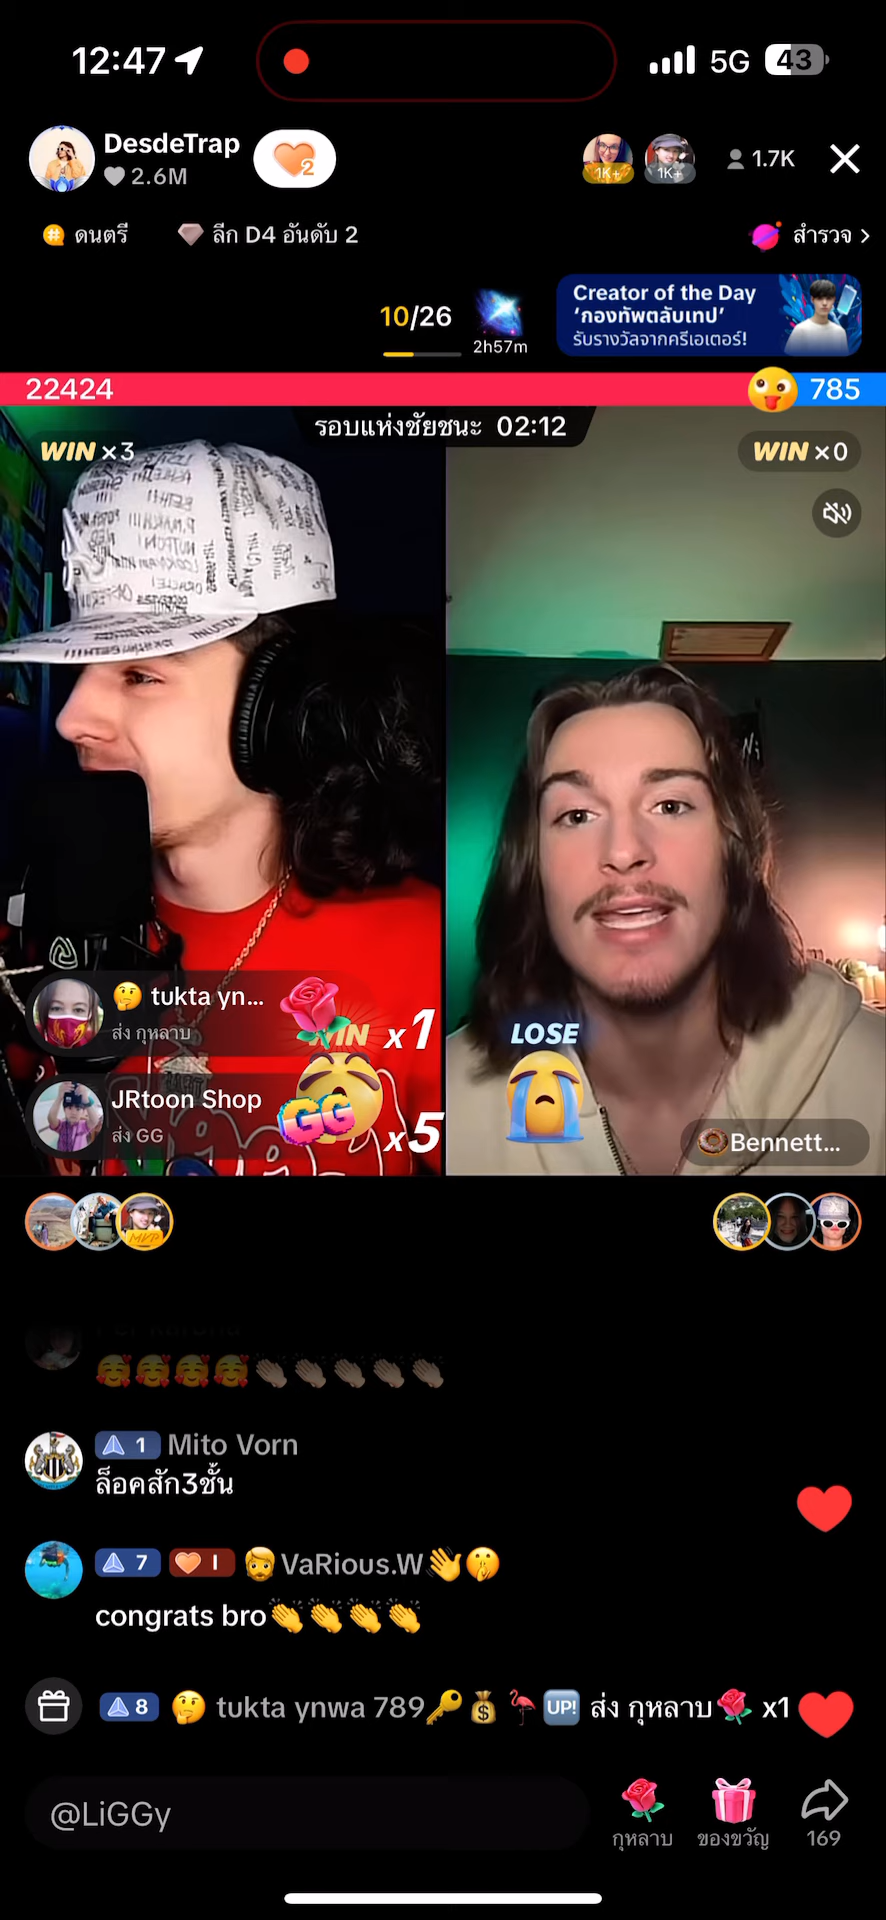 12:47
5G
43
DesdeTrap
2
2.6M
1K+
1K+
1.7K
ดนตรี
ลีก D4 อันดับ 2
สำรวจ
10/26
2h57m
Creator of the Day
‘กองทัพตลับเทป’
รับรางวัลจากครีเอเตอร์!
22424
785
รอบแห่งชัยชนะ 02:12
WIN ×3
WIN ×0
🤔 tukta yn...
ส่ง กุหลาบ
WIN
x1
LOSE
JRtoon Shop
ส่ง GG
GG
x5
🍩Bennett...
MVP
🥰🥰🥰🥰👏🏻👏🏻👏🏻👏🏻👏🏻
1 Mito Vorn
ล็อคสัก3ชั้น
7 I 🧔VaRious.W👋🤫
congrats bro👏👏👏👏
8 🤔 tukta ynwa 789🔑💰🦩🆙 ส่ง กุหลาบ🌹 x1
@LiGGy
กุหลาบ
ของขวัญ
169